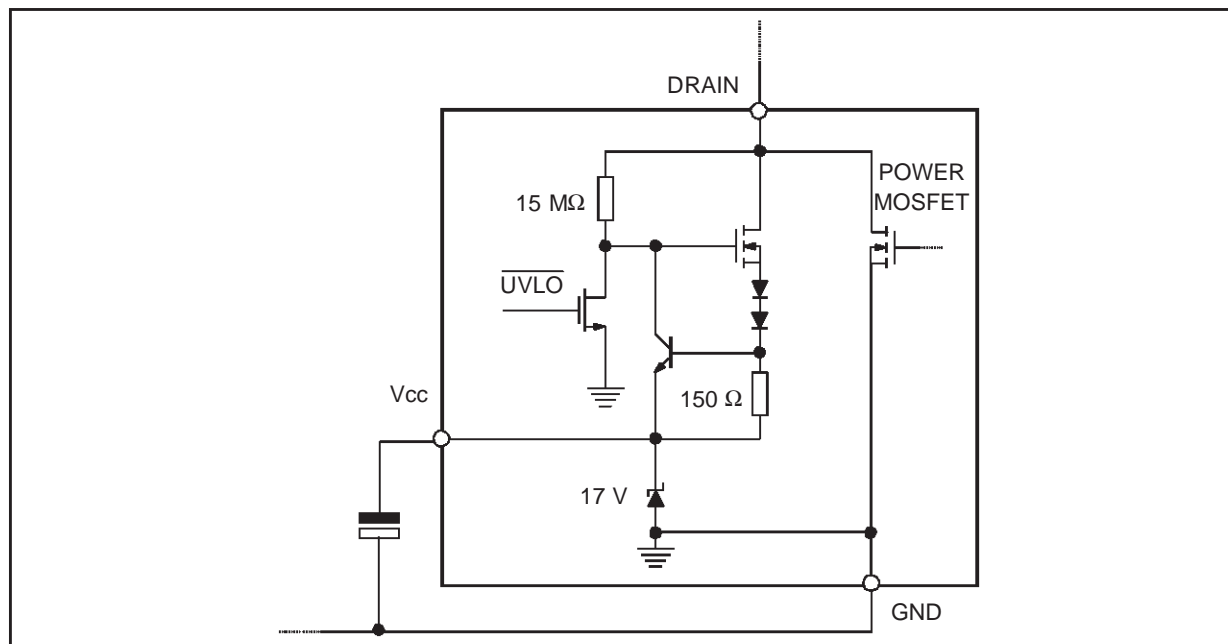 DRAIN
POWER
MOSFET
15 MΩ
UVLO
Vcc
150 Ω
17 V
GND